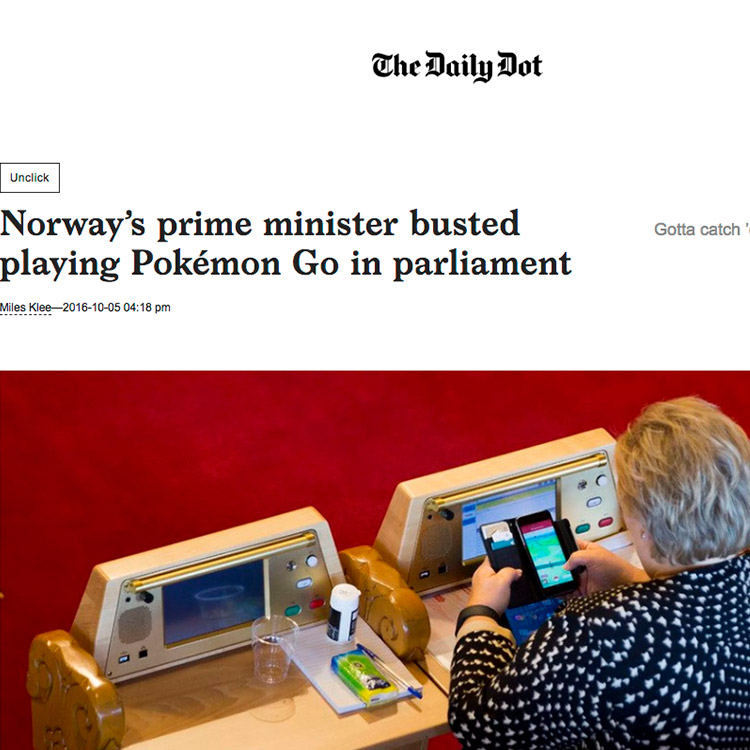 The Daily Dot
Unclick
Norway's prime minister busted
playing Pokémon Go in parliament
Gotta catch '
Miles Klee—2016-10-05 04:18 pm